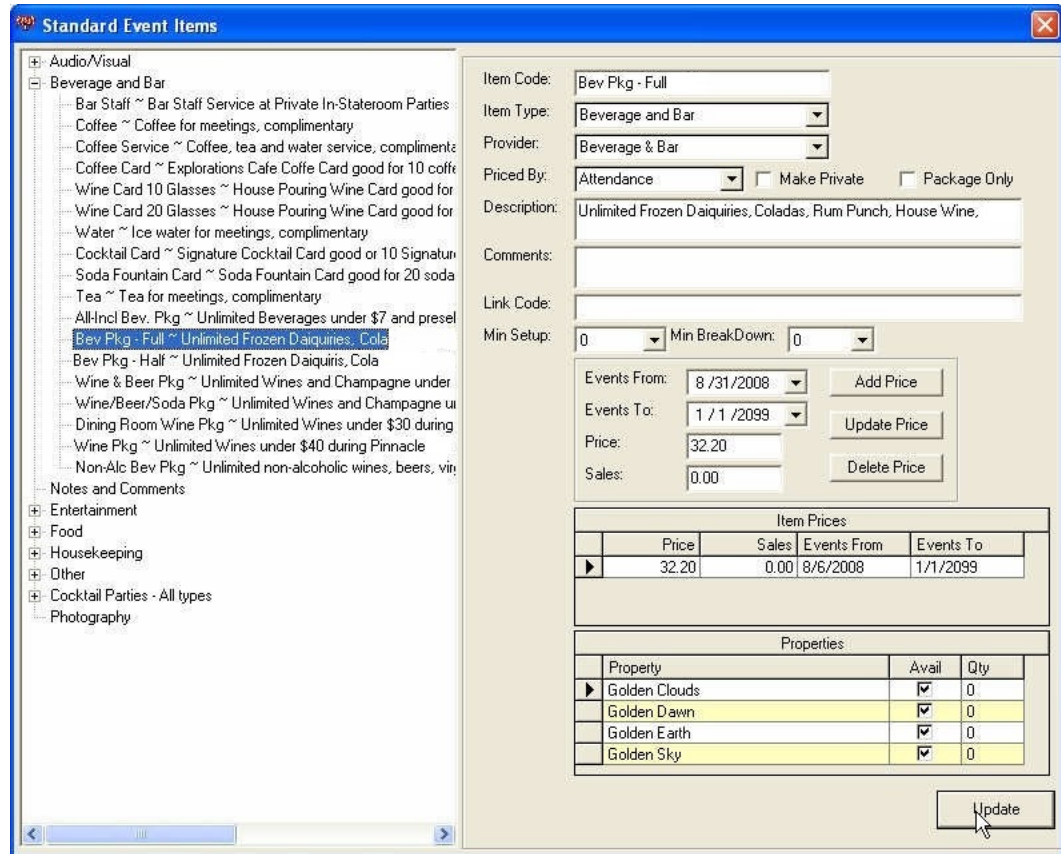 Standard Event Items
Audio/Visual
Beverage and Bar
Bar Staff ~ Bar Staff Service at Private In-Stateroom Parties
Coffee ~ Coffee for meetings, complimentary
Coffee Service ~ Coffee, tea and water service, complimenta
Coffee Card ~ Explorations Cafe Coffe Card good for 10 coffe
Wine Card 10 Glasses ~ House Pouring Wine Card good for
Wine Card 20 Glasses ~ House Pouring Wine Card good for
Water ~ Ice water for meetings, complimentary
Cocktail Card ~ Signature Cocktail Card good or 10 Signatur
Soda Fountain Card ~ Soda Fountain Card good for 20 soda
Tea ~ Tea for meetings, complimentary
All-Incl Bev. Pkg ~ Unlimited Beverages under $7 and presel
Bev Pkg - Full ~ Unlimited Frozen Daiquiries, Cola
Bev Pkg - Half ~ Unlimited Frozen Daiquiris, Cola
Wine & Beer Pkg ~ Unlimited Wines and Champagne under
Wine/Beer/Soda Pkg ~ Unlimited Wines and Champagne u
Dining Room Wine Pkg ~ Unlimited Wines under $30 during
Wine Pkg ~ Unlimited Wines under $40 during Pinnacle
Non-Alc Bev Pkg ~ Unlimited non-alcoholic wines, beers, vir
Notes and Comments
Entertainment
Food
Housekeeping
Other
Cocktail Parties - All types
Photography
Item Code: Bev Pkg - Full
Item Type: Beverage and Bar
Provider: Beverage & Bar
Priced By: Attendance Make Private Package Only
Description: Unlimited Frozen Daiquiries, Coladas, Rum Punch, House Wine,
Comments:
Link Code:
Min Setup: 0 Min BreakDown: 0
Events From: 8 /31/2008 Add Price
Events To: 1 / 1 /2099 Update Price
Price: 32.20
Sales: 0.00 Delete Price
Item Prices
Price Sales Events From Events To
32.20 0.00 8/6/2008 1/1/2099
Properties
Property Avail Qty
Golden Clouds 0
Golden Dawn 0
Golden Earth 0
Golden Sky 0
Update